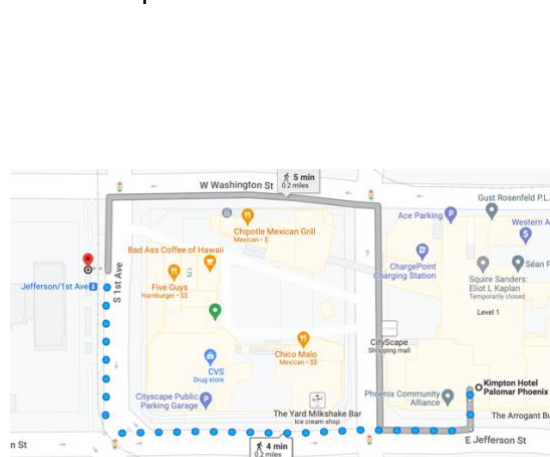 5 min
0.2 miles
W Washington St
Gust Rosenfeld P.L.
Ace Parking
Western A
Chipotle Mexican Grill
Mexican · $
Bad Ass Coffee of Hawaii
ChargePoint
Charging Station
Squire Sanders:
Eliot L Kaplan
Temporarily closed
Séan P
Jefferson/1st Ave
S 1st Ave
Five Guys
Hamburger · $$
Level 1
CVS
Drug store
Chico Malo
Mexican · $$
CityScape
Shopping mall
Kimpton Hotel
Palomar Phoenix
Cityscape Public
Parking Garage
Phoenix Community
Alliance
The Yard Milkshake Bar
Ice cream shop
The Arrogant Bu
n St
4 min
0.2 miles
E Jefferson St